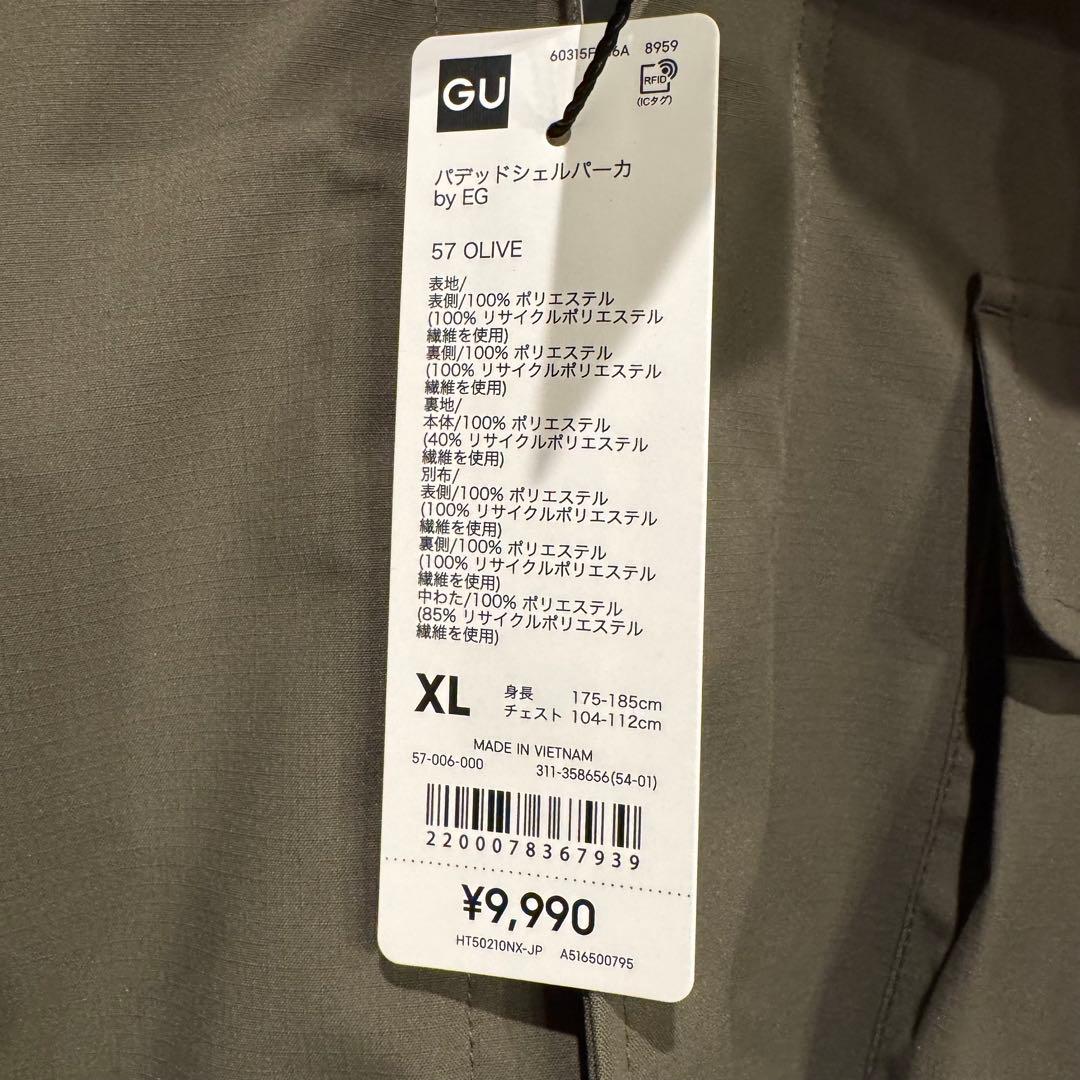 GU
8959
RFID
(ICタグ)
パデッドシェルパーカ
by EG
57 OLIVE
表地/
表側/100% ポリエステル
(100% リサイクルポリエステル
繊維を使用)
裏側/100% ポリエステル
(100% リサイクルポリエステル
繊維を使用)
裏地/
本体/100% ポリエステル
(40% リサイクルポリエステル
繊維を使用)
別布/
表側/100% ポリエステル
(100% リサイクルポリエステル
繊維を使用)
裏側/100% ポリエステル
(100% リサイクルポリエステル
繊維を使用)
中わた/100% ポリエステル
(85% リサイクルポリエステル
繊維を使用)
XL 身長 175-185cm
チェスト 104-112cm
MADE IN VIETNAM
57-006-000 311-358656(54-01)
2200078367939
¥9,990
HT50210NX-JP A516500795